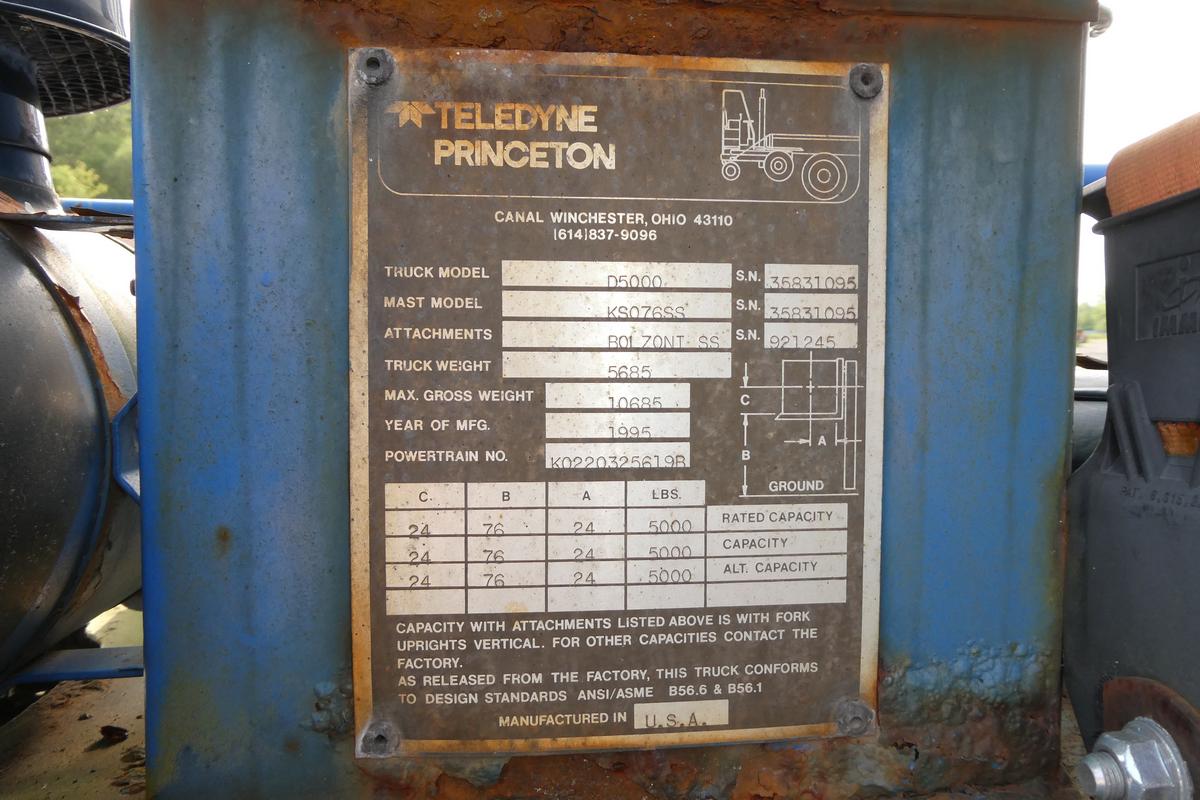 TELEDYNE
PRINCETON
CANAL WINCHESTER, OHIO 43110
(614)837-9096
TRUCK MODEL D5000 S.N. 35831095
MAST MODEL KS076SS S.N. 35831095
ATTACHMENTS BOLZONI SS S.N. 921245
TRUCK WEIGHT 5685
MAX. GROSS WEIGHT 10685
YEAR OF MFG. 1995
POWERTRAIN NO. K0220325619B
C
A
B
GROUND
C. B A LBS.
24 76 24 5000 RATED CAPACITY
24 76 24 5000 CAPACITY
24 76 24 5000 ALT. CAPACITY
CAPACITY WITH ATTACHMENTS LISTED ABOVE IS WITH FORK
UPRIGHTS VERTICAL. FOR OTHER CAPACITIES CONTACT THE
FACTORY.
AS RELEASED FROM THE FACTORY, THIS TRUCK CONFORMS
TO DESIGN STANDARDS ANSI/ASME B56.6 & B56.1
MANUFACTURED IN U.S.A.